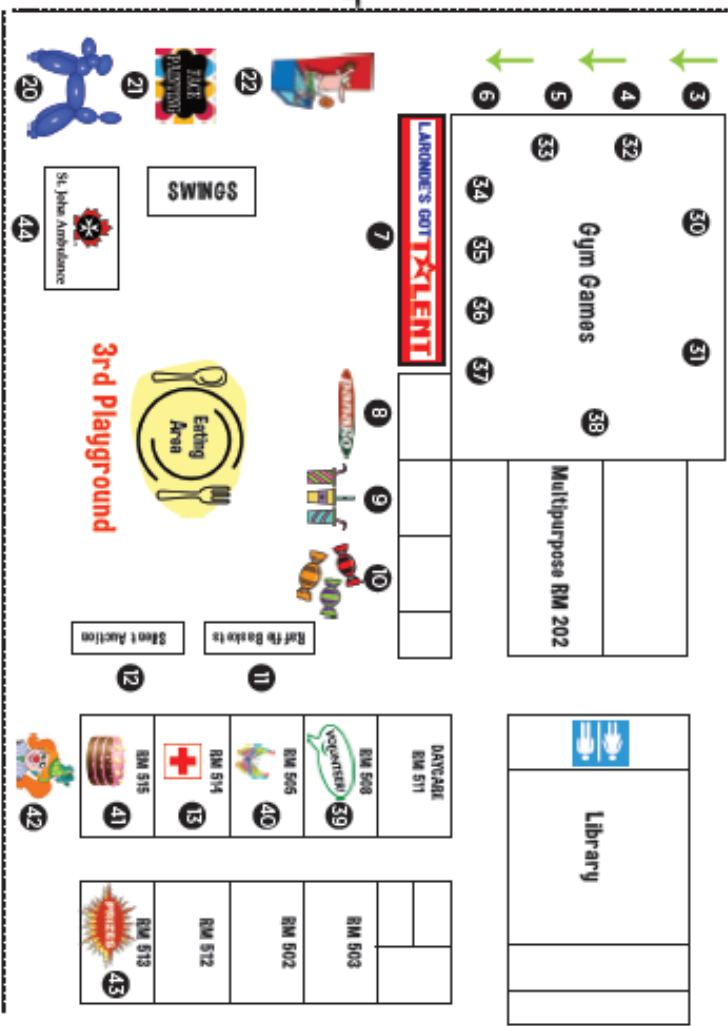 3
30
31
4
32
5
33
Gym Games
38
Multipurpose RM 202
Library
6
34
35
36
37
LARONDE'S GOT TALENT
7
8
panago
9
10
DAYCARE
RM 511
RM 508
VOLUNTEER!
39
RM 503
22
SWINGS
Raffle Baskets
11
RM 505
40
RM 502
21
FACE
PAINTING
Eating
Area
Silent Auction
12
RM 514
13
RM 512
20
44
St. John Ambulance
3rd Playground
RM 515
41
RM 513
PRIZES
43
42